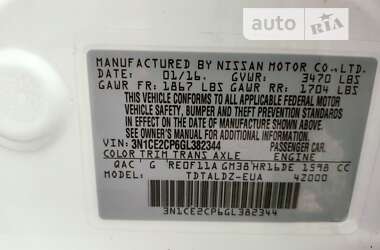 auto RIA
MANUFACTURED BY NISSAN MOTOR CO.,LTD.
DATE: 01/16. GVWR: 3470 LBS
GAWR FR: 1867 LBS GAWR RR: 1704 LBS
THIS VEHICLE CONFORMS TO ALL APPLICABLE
FEDERAL MOTOR VEHICLE
SAFETY, BUMPER, AND THEFT PREVENTION
STANDARDS IN EFFECT ON THE DATE OF
MANUFACTURE SHOWN ABOVE.
SEE OWNER'S MANUAL FOR ADDITIONAL INFORMATION.
VIN: 3N1CE2CP6GL382344 PASSENGER CAR
COLOR TRIM TRANS AXLE ENGINE
QAC G RE0F11A GM38 HR16DE 1598 CC
TDTALDZ-EUA 42000
3N1CE2CP6GL382344